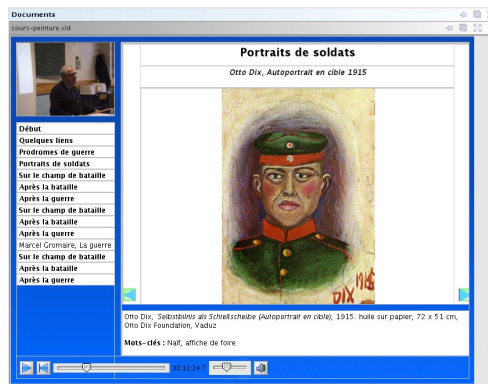 Documents
cours-peinture.xld
Portraits de soldats
Otto Dix, Autoportrait en cible 1915
Début
Quelques liens
Prodromes de guerre
Portraits de soldats
Sur le champ de bataille
Après la bataille
Après la guerre
Sur le champ de bataille
Après la bataille
Après la guerre
Marcel Gromaire, La guerre
Sur le champ de bataille
Après la bataille
Après la guerre
DIX 1915
Otto Dix, Selbstbilnis als Schießscheibe (Autoportrait en cible), 1915. huile sur papier, 72 x 51 cm,
Otto Dix Foundation, Vaduz
Mots-clés : Naïf, affiche de foire
00:11:24.7